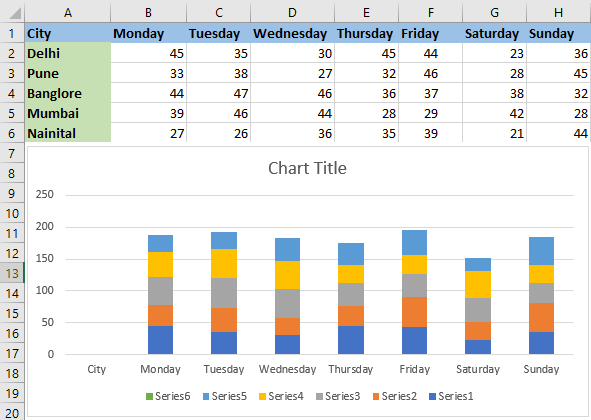 A B C D E F G H
1 City Monday Tuesday Wednesday Thursday Friday Saturday Sunday
2 Delhi 45 35 30 45 44 23 36
3 Pune 33 38 27 32 46 28 45
4 Banglore 44 47 46 36 37 38 32
5 Mumbai 39 46 44 28 29 42 28
6 Nainital 27 26 36 35 39 21 44
7
8 Chart Title
9 250
10
11 200
12
13 150
14 100
15
16 50
17 0
18 City Monday Tuesday Wednesday Thursday Friday Saturday Sunday
19 Series6 Series5 Series4 Series3 Series2 Series1
20